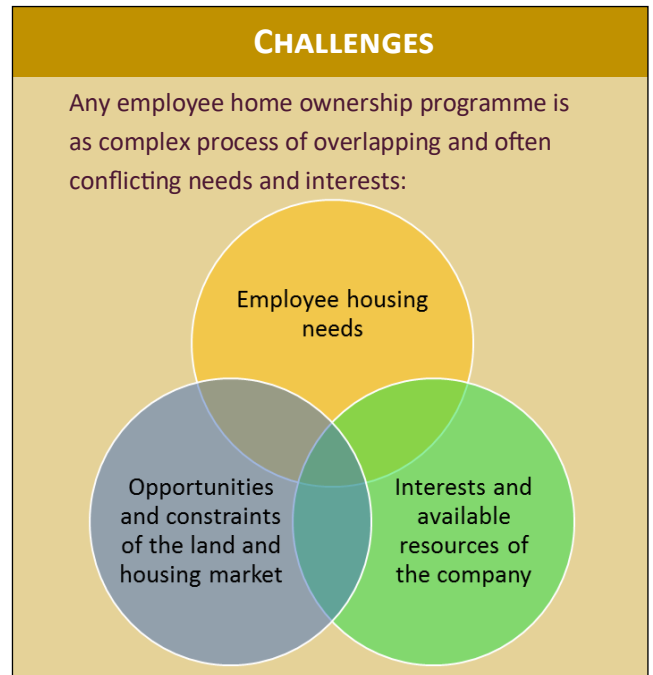 CHALLENGES
Any employee home ownership programme is
as complex process of overlapping and often
conflicting needs and interests:
Employee housing
needs
Opportunities
and constraints
of the land and
housing market
Interests and
available
resources of
the company